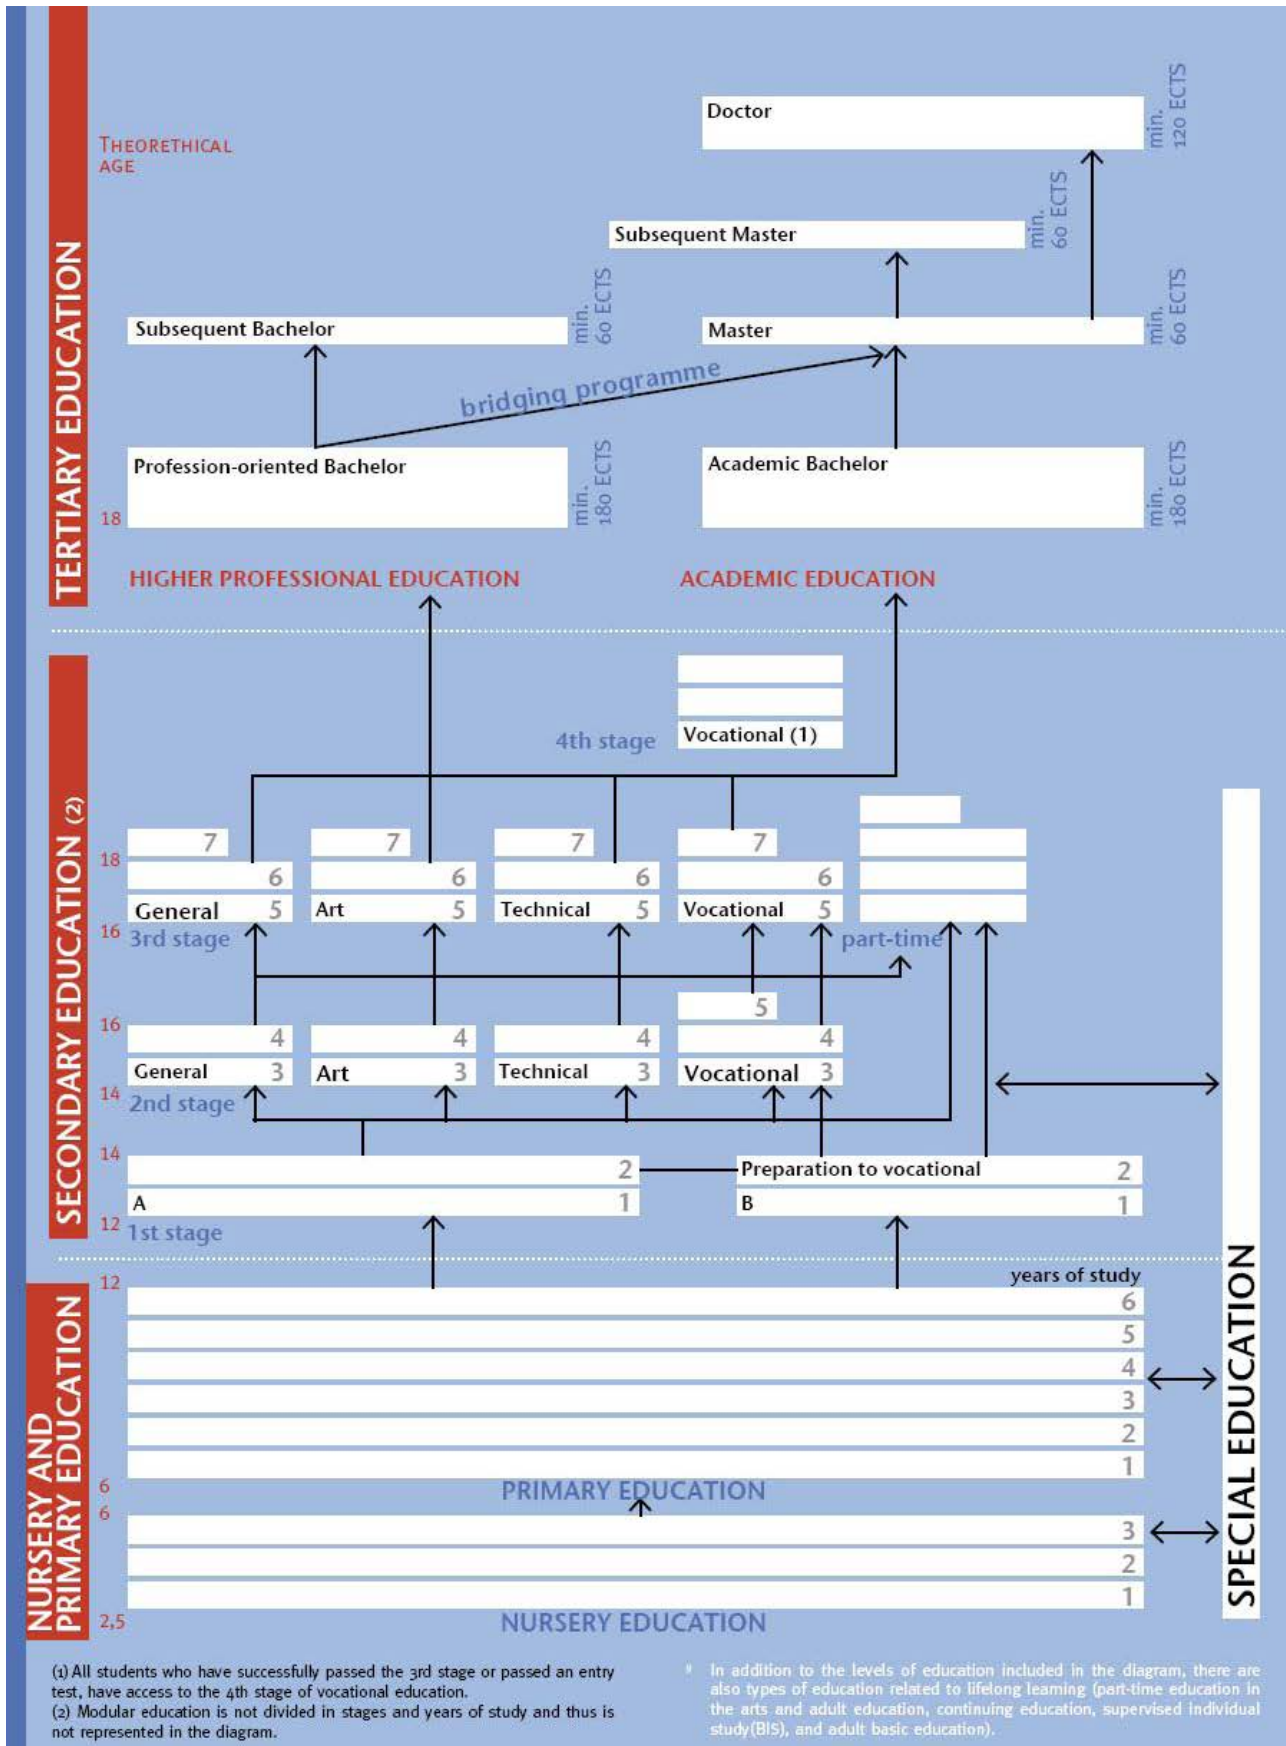 TERTIARY EDUCATION
THEORETHICAL
AGE
Doctor
min.
120 ECTS
Subsequent Master
min.
60 ECTS
Subsequent Bachelor
min.
60 ECTS
Master
min.
60 ECTS
bridging programme
Profession-oriented Bachelor
min.
180 ECTS
Academic Bachelor
min.
180 ECTS
18
HIGHER PROFESSIONAL EDUCATION
ACADEMIC EDUCATION
SECONDARY EDUCATION (2)
4th stage
Vocational (1)
7
7
7
7
18
6
6
6
6
General 5
Art 5
Technical 5
Vocational 5
16
3rd stage
part-time
5
16
4
4
4
4
General 3
Art 3
Technical 3
Vocational 3
14
2nd stage
14
2
Preparation to vocational 2
A 1
B 1
12
1st stage
NURSERY AND
PRIMARY EDUCATION
12
years of study
6
5
4
3
2
1
6
PRIMARY EDUCATION
6
3
2
1
2,5
NURSERY EDUCATION
SPECIAL EDUCATION
(1) All students who have successfully passed the 3rd stage or passed an entry
test, have access to the 4th stage of vocational education.
(2) Modular education is not divided in stages and years of study and thus is
not represented in the diagram.
In addition to the levels of education included in the diagram, there are
also types of education related to lifelong learning (part-time education in
the arts and adult education, continuing education, supervised individual
study(BIS), and adult basic education).